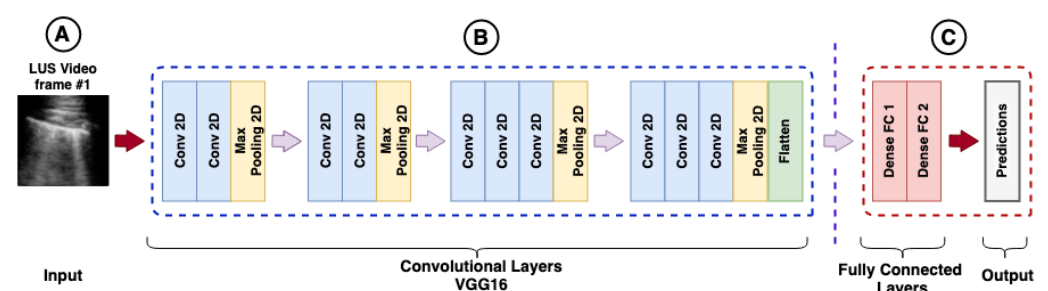 A
B
C
LUS Video
frame #1
Conv 2D
Conv 2D
Max
Pooling 2D
Conv 2D
Conv 2D
Max
Pooling 2D
Conv 2D
Conv 2D
Conv 2D
Max
Pooling 2D
Conv 2D
Conv 2D
Conv 2D
Max
Pooling 2D
Flatten
Dense FC 1
Dense FC 2
Predictions
Input
Convolutional Layers
VGG16
Fully Connected
Layers
Output